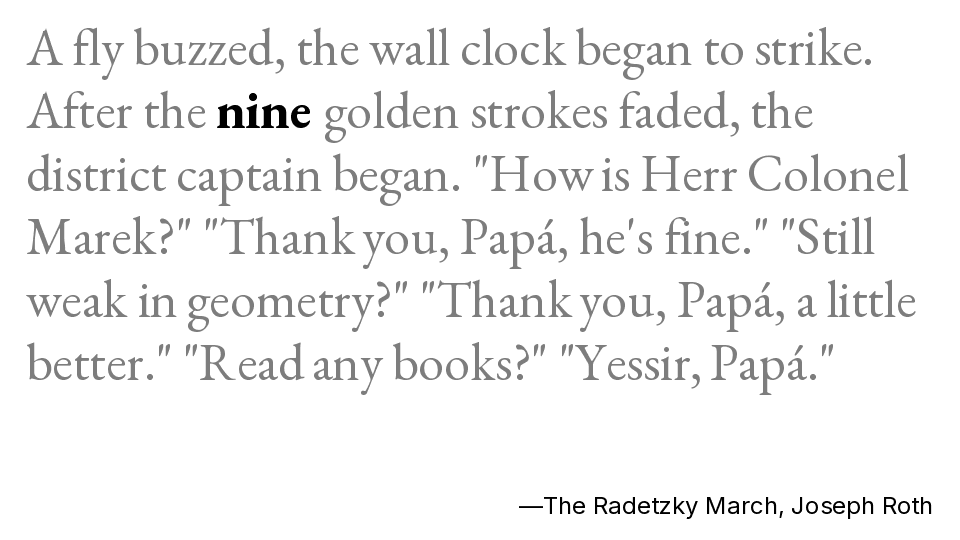 A fly buzzed, the wall clock began to strike.
After the nine golden strokes faded, the
district captain began. "How is Herr Colonel
Marek?" "Thank you, Papá, he's fine." "Still
weak in geometry?" "Thank you, Papá, a little
better." "Read any books?" "Yessir, Papá."
—The Radetzky March, Joseph Roth